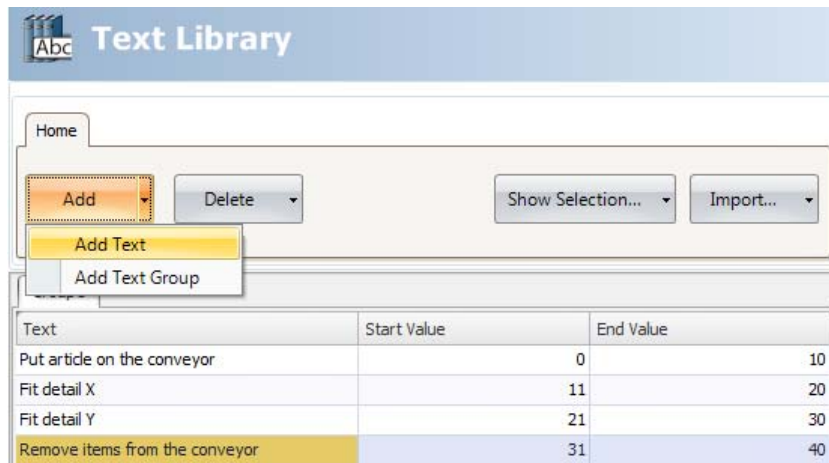 Abc Text Library
Home
Add Delete Show Selection... Import...
Add Text
Add Text Group
Text Start Value End Value
Put article on the conveyor 0 10
Fit detail X 11 20
Fit detail Y 21 30
Remove items from the conveyor 31 40